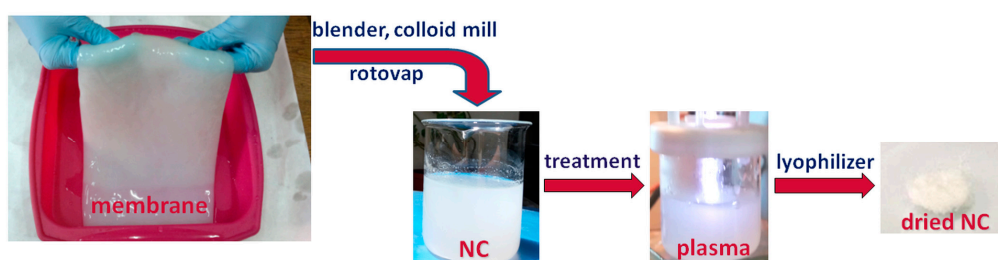 blender, colloid mill
rotovap
membrane
NC
treatment
plasma
lyophilizer
dried NC